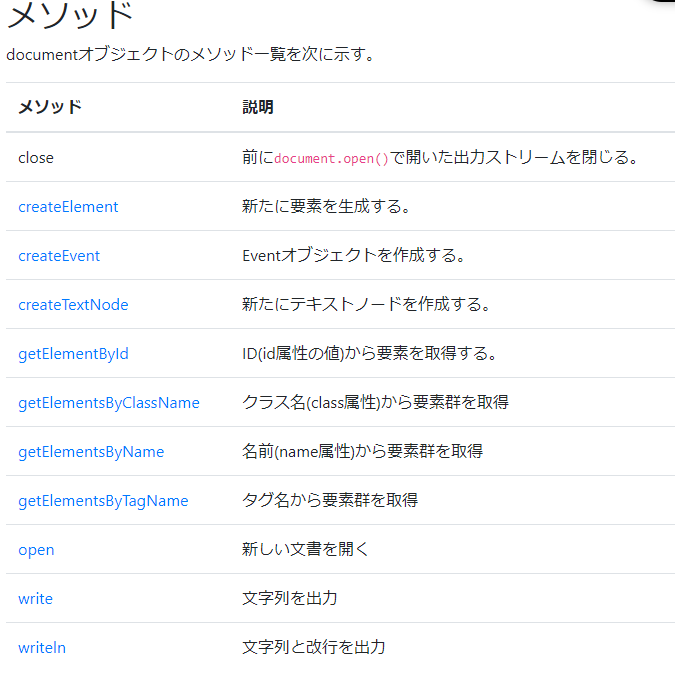 メソッド
documentオブジェクトのメソッド一覧を次に示す。
メソッド 説明
close 前にdocument.open()で開いた出力ストリームを閉じる。
createElement 新たに要素を生成する。
createEvent Eventオブジェクトを作成する。
createTextNode 新たにテキストノードを作成する。
getElementById ID(id属性の値)から要素を取得する。
getElementsByClassName クラス名(class属性)から要素群を取得
getElementsByName 名前(name属性)から要素群を取得
getElementsByTagName タグ名から要素群を取得
open 新しい文書を開く
write 文字列を出力
writeln 文字列と改行を出力